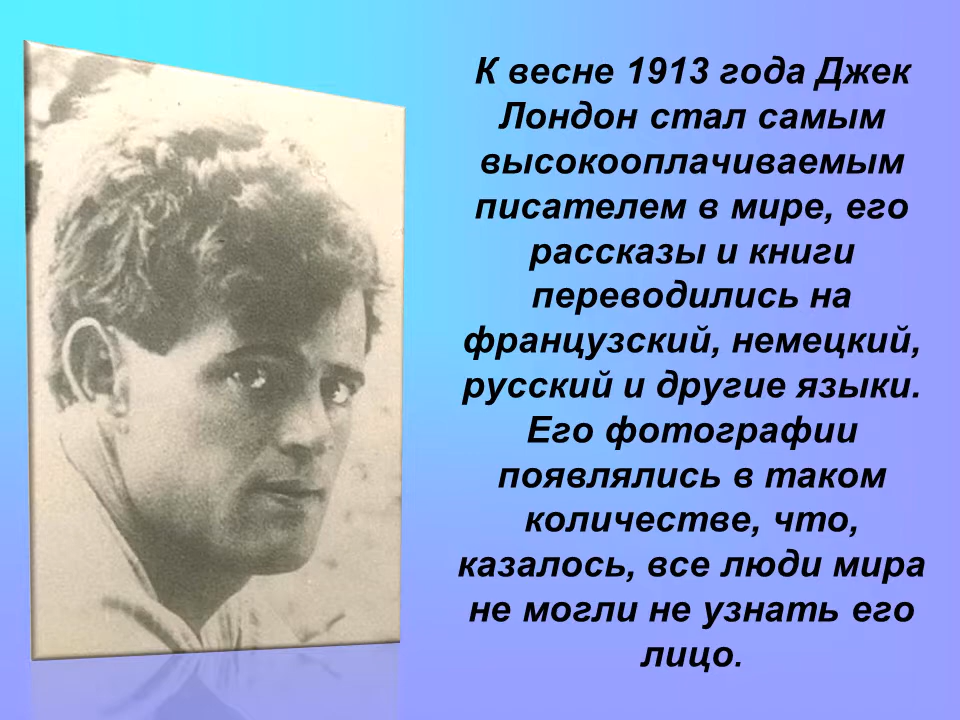 К весне 1913 года Джек
Лондон стал самым
высокооплачиваемым
писателем в мире, его
рассказы и книги
переводились на
французский, немецкий,
русский и другие языки.
Его фотографии
появлялись в таком
количестве, что,
казалось, все люди мира
не могли не узнать его
лицо.